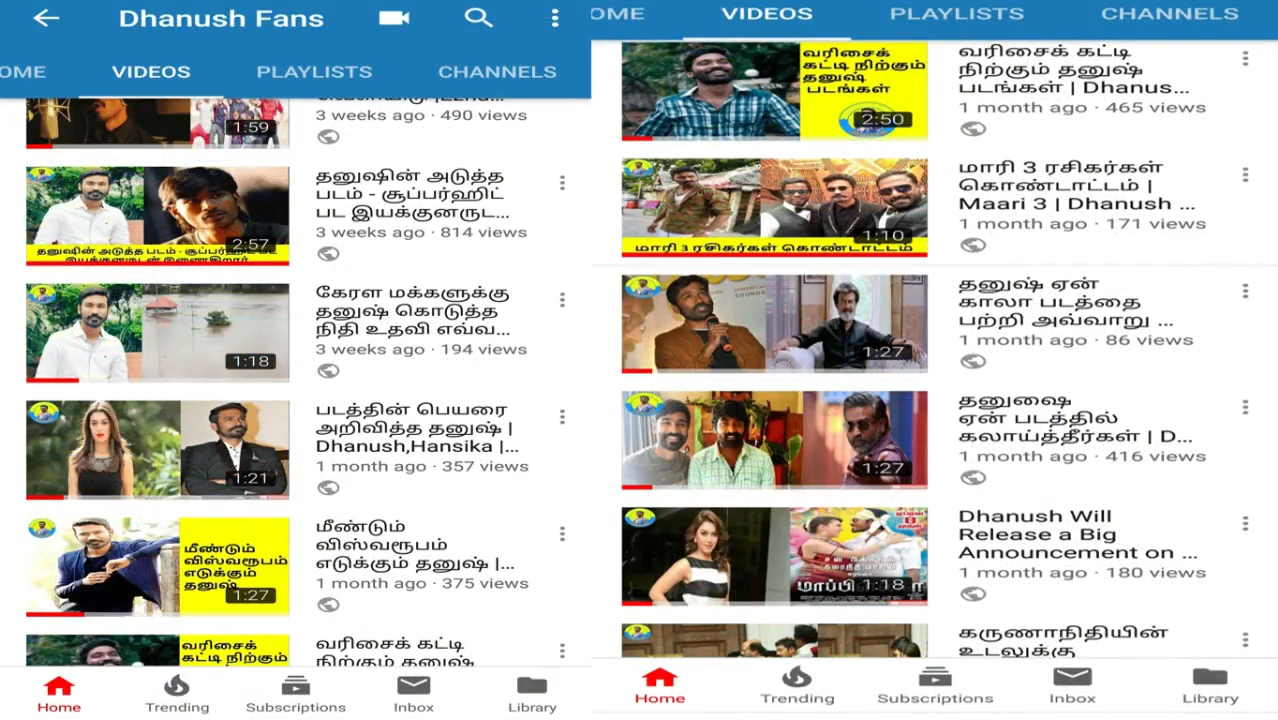 Dhanush Fans
OME VIDEOS PLAYLISTS CHANNELS
1:59
3 weeks ago · 490 views
தனுஷின் அடுத்த படம் - சூப்பர்ஹிட் பட
2:57
தனுஷின் அடுத்த
படம் - சூப்பர்ஹிட்
பட இயக்குனருட...
3 weeks ago · 814 views
1:18
கேரள மக்களுக்கு
தனுஷ் கொடுத்த
நிதி உதவி எவ்வ...
3 weeks ago · 194 views
1:21
படத்தின் பெயரை
அறிவித்த தனுஷ் |
Dhanush,Hansika |...
1 month ago · 357 views
மீண்டும்
விஸ்வரூபம்
எடுக்கும்
தனுஷ்
1:27
மீண்டும்
விஸ்வரூபம்
எடுக்கும் தனுஷ் |...
1 month ago · 375 views
வரிசைக்
கட்டி நிற்கும்
வரிசைக் கட்டி
நிற்கும் தனுஷ்
Home Trending Subscriptions Inbox Library
OME VIDEOS PLAYLISTS CHANNELS
வரிசைக்
கட்டி நிற்கும்
தனுஷ்
படங்கள்
2:50
வரிசைக் கட்டி
நிற்கும் தனுஷ்
படங்கள் | Dhanus...
1 month ago · 465 views
1:10
மாரி 3 ரசிகர்கள் கொண்டாட்டம்
மாரி 3 ரசிகர்கள்
கொண்டாட்டம் |
Maari 3 | Dhanush ...
1 month ago · 171 views
1:27
தனுஷ் ஏன்
காலா படத்தை
பற்றி அவ்வாறு ...
1 month ago · 86 views
1:27
தனுஷை
ஏன் படத்தில்
கலாய்த்தீர்கள் | D...
1 month ago · 416 views
1:18
Dhanush Will
Release a Big
Announcement on ...
1 month ago · 180 views
கருணாநிதியின்
உடலுக்கு
Home Trending Subscriptions Inbox Library